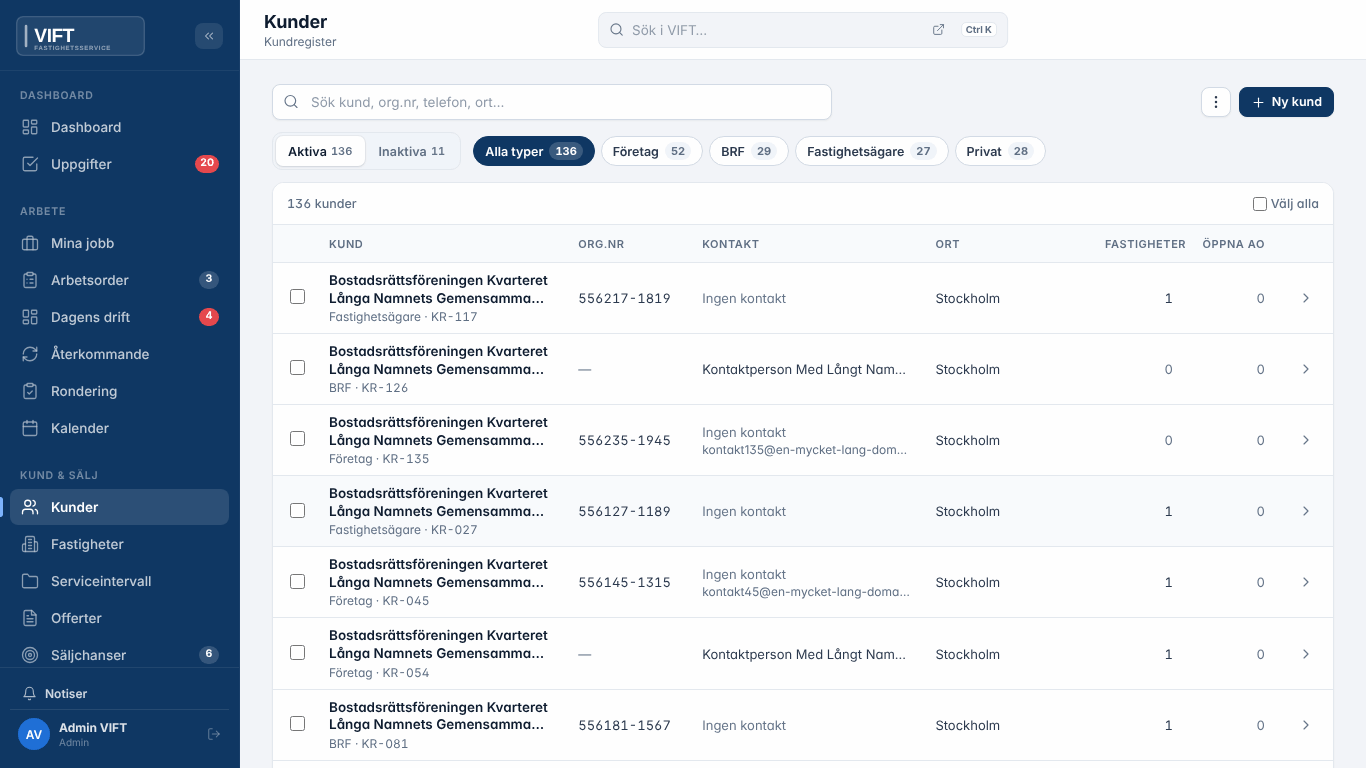 VIFT
FASTIGHETSSERVICE
DASHBOARD
Dashboard
Uppgifter 20
ARBETE
Mina jobb
Arbetsorder 3
Dagens drift 4
Återkommande
Rondering
Kalender
KUND & SÄLJ
Kunder
Fastigheter
Serviceintervall
Offerter
Säljchanser 6
Notiser
AV Admin VIFT
Admin
Kunder
Kundregister
Sök i VIFT... Ctrl K
Sök kund, org.nr, telefon, ort...
Ny kund
Aktiva 136 Inaktiva 11 Alla typer 136 Företag 52 BRF 29 Fastighetsägare 27 Privat 28
136 kunder Välj alla
KUND ORG.NR KONTAKT ORT FASTIGHETER ÖPPNA AO
Bostadsrättsföreningen Kvarteret
Långa Namnets Gemensamma...
Fastighetsägare · KR-117
556217-1819 Ingen kontakt Stockholm 1 0
Bostadsrättsföreningen Kvarteret
Långa Namnets Gemensamma...
BRF · KR-126
— Kontaktperson Med Långt Nam... Stockholm 0 0
Bostadsrättsföreningen Kvarteret
Långa Namnets Gemensamma...
Företag · KR-135
556235-1945 Ingen kontakt
kontakt135@en-mycket-lang-dom...
Stockholm 0 0
Bostadsrättsföreningen Kvarteret
Långa Namnets Gemensamma...
Fastighetsägare · KR-027
556127-1189 Ingen kontakt Stockholm 1 0
Bostadsrättsföreningen Kvarteret
Långa Namnets Gemensamma...
Företag · KR-045
556145-1315 Ingen kontakt
kontakt45@en-mycket-lang-doma...
Stockholm 1 0
Bostadsrättsföreningen Kvarteret
Långa Namnets Gemensamma...
Företag · KR-054
— Kontaktperson Med Långt Nam... Stockholm 1 0
Bostadsrättsföreningen Kvarteret
Långa Namnets Gemensamma...
BRF · KR-081
556181-1567 Ingen kontakt Stockholm 1 0